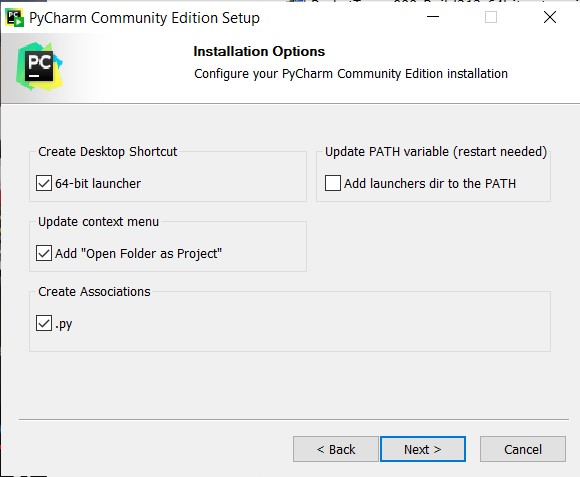 PyCharm Community Edition Setup
PC
Installation Options
Configure your PyCharm Community Edition installation
Create Desktop Shortcut
64-bit launcher
Update PATH variable (restart needed)
Add launchers dir to the PATH
Update context menu
Add "Open Folder as Project"
Create Associations
.py
< Back
Next >
Cancel